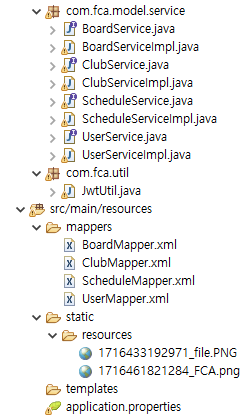 com.fca.model.service
BoardService.java
BoardServiceImpl.java
ClubService.java
ClubServiceImpl.java
ScheduleService.java
ScheduleServiceImpl.java
UserService.java
UserServiceImpl.java
com.fca.util
JwtUtil.java
src/main/resources
mappers
BoardMapper.xml
ClubMapper.xml
ScheduleMapper.xml
UserMapper.xml
static
resources
1716433192971_file.PNG
1716461821284_FCA.png
templates
application.properties